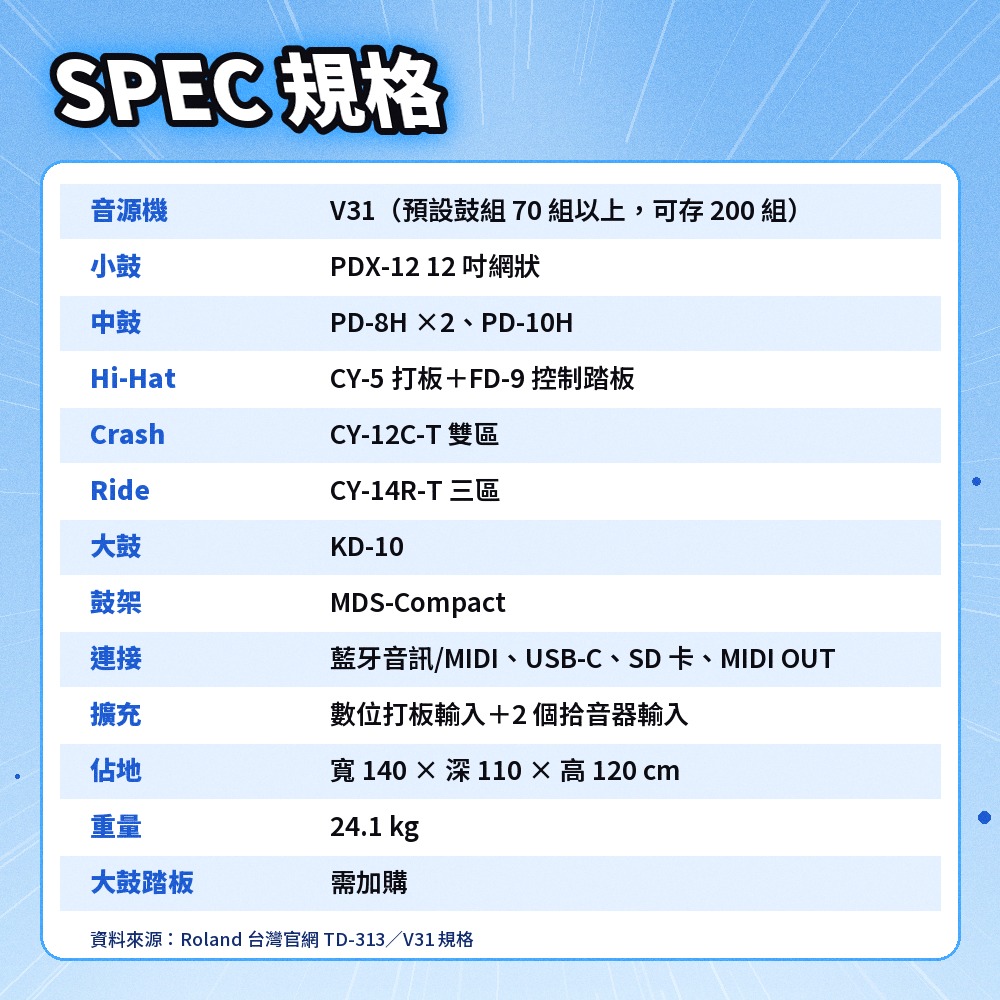 SPEC 規格
音源機 V31（預設鼓組 70 組以上，可存 200 組）
小鼓 PDX-12 12 吋網狀
中鼓 PD-8H ×2、PD-10H
Hi-Hat CY-5 打板＋FD-9 控制踏板
Crash CY-12C-T 雙區
Ride CY-14R-T 三區
大鼓 KD-10
鼓架 MDS-Compact
連接 藍牙音訊/MIDI、USB-C、SD 卡、MIDI OUT
擴充 數位打板輸入＋2 個拾音器輸入
佔地 寬 140 × 深 110 × 高 120 cm
重量 24.1 kg
大鼓踏板 需加購
資料來源：Roland 台灣官網 TD-313／V31 規格